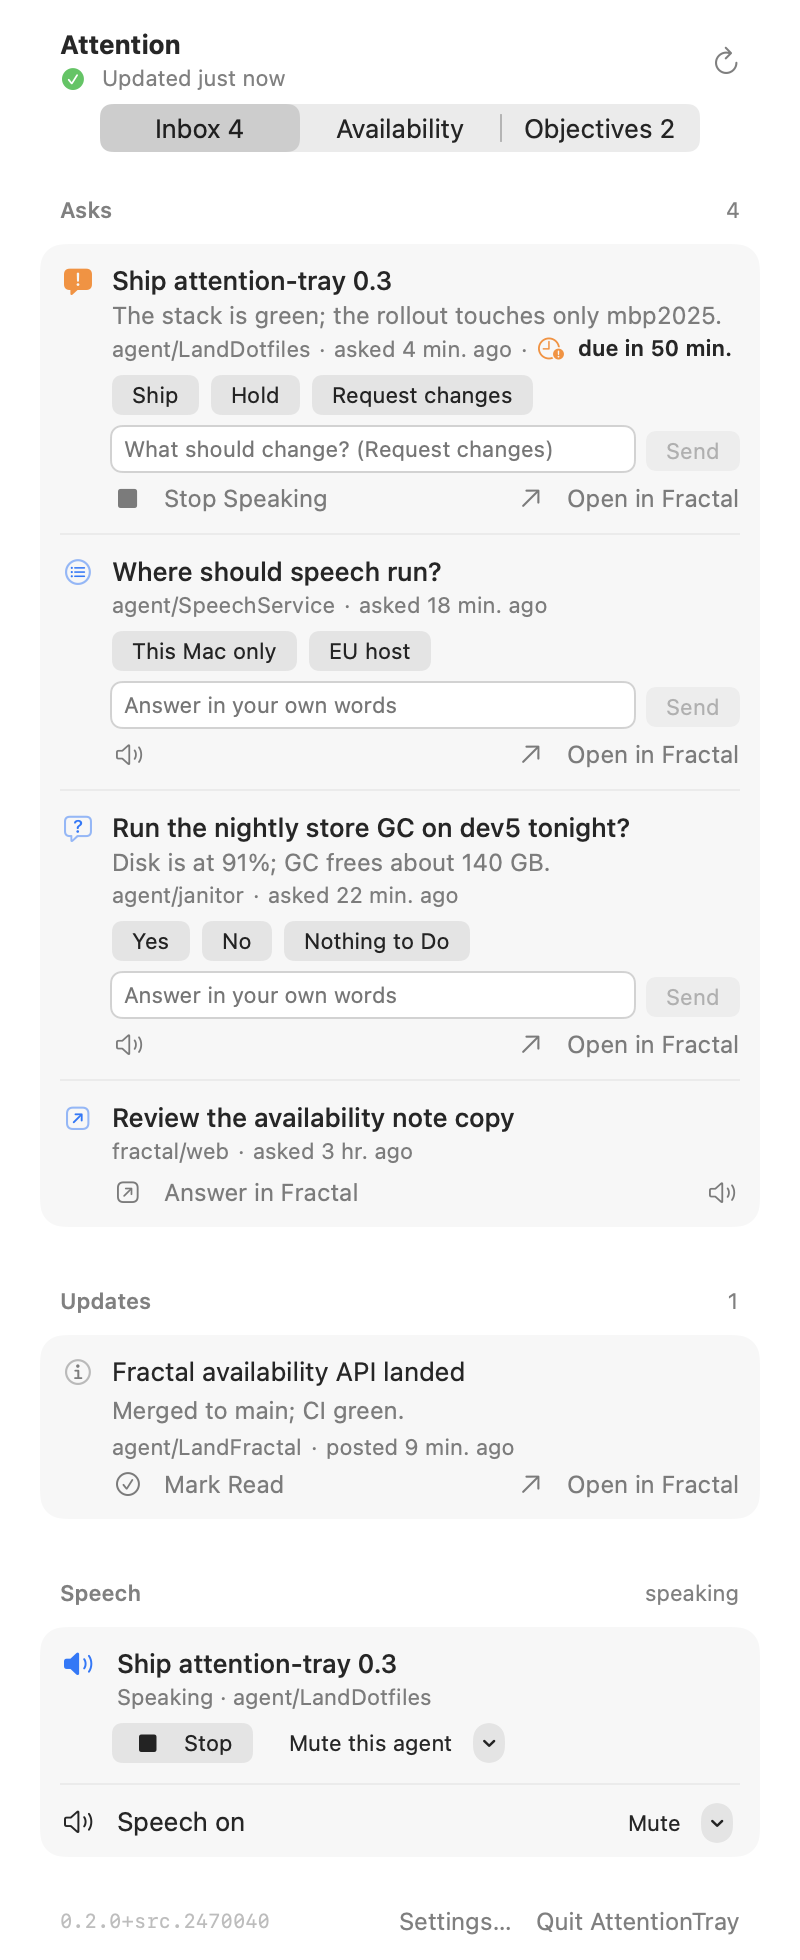 Attention
Updated just now
Inbox 4
Availability
Objectives 2
Asks
4
Ship attention-tray 0.3
The stack is green; the rollout touches only mbp2025.
agent/LandDotfiles · asked 4 min. ago · due in 50 min.
Ship
Hold
Request changes
What should change? (Request changes)
Send
Stop Speaking
Open in Fractal
Where should speech run?
agent/SpeechService · asked 18 min. ago
This Mac only
EU host
Answer in your own words
Send
Open in Fractal
Run the nightly store GC on dev5 tonight?
Disk is at 91%; GC frees about 140 GB.
agent/janitor · asked 22 min. ago
Yes
No
Nothing to Do
Answer in your own words
Send
Open in Fractal
Review the availability note copy
fractal/web · asked 3 hr. ago
Answer in Fractal
Updates
1
Fractal availability API landed
Merged to main; CI green.
agent/LandFractal · posted 9 min. ago
Mark Read
Open in Fractal
Speech
speaking
Ship attention-tray 0.3
Speaking · agent/LandDotfiles
Stop
Mute this agent
Speech on
Mute
0.2.0+src.2470040
Settings...
Quit AttentionTray